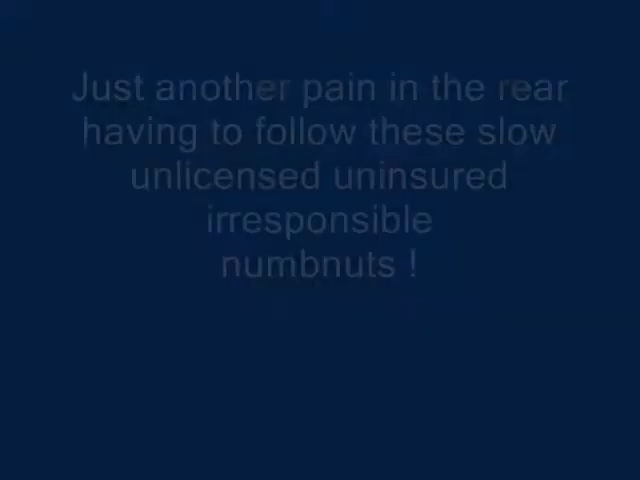 Just another pain in the rear
having to follow these slow
unlicensed uninsured
irresponsible
numbnuts !